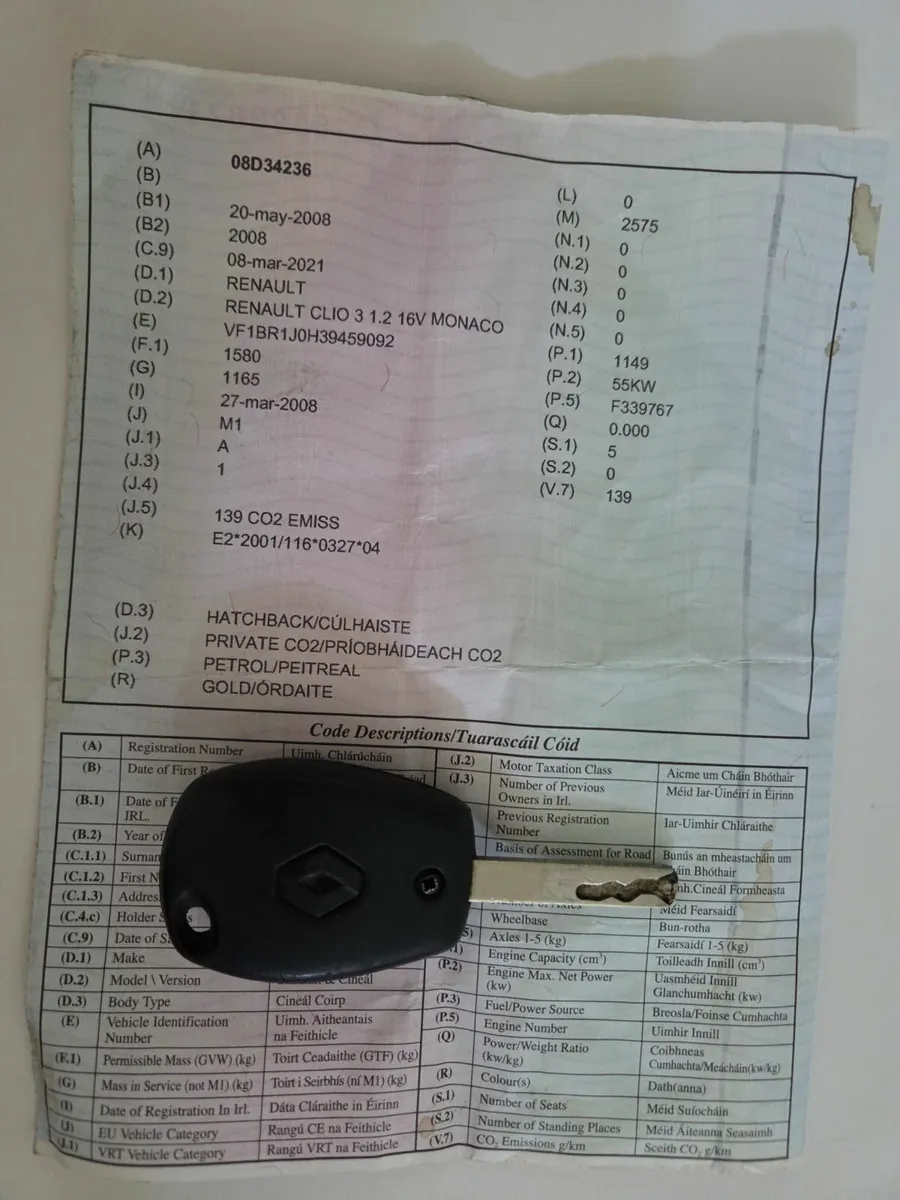 (A) 08D34236
(B) 20-may-2008
(B1) 2008
(B2) 08-mar-2021
(C.9) RENAULT
(D.1) RENAULT CLIO 3 1.2 16V MONACO
(D.2) VF1BR1J0H39459092
(E) 1580
(F.1) 1165
(G) 27-mar-2008
(I) M1
(J) A
(J.1) 1
(J.3)
(J.4) 139 CO2 EMISS
(J.5) E2*2001/116*0327*04
(K)
(L) 0
(M) 2575
(N.1) 0
(N.2) 0
(N.3) 0
(N.4) 0
(N.5) 0
(P.1) 1149
(P.2) 55KW
(P.5) F339767
(Q) 0.000
(S.1) 5
(S.2) 0
(V.7) 139
(D.3) HATCHBACK/CÚLHAISTE
(J.2) PRIVATE CO2/PRÍOBHÁIDEACH CO2
(P.3) PETROL/PEITREAL
(R) GOLD/ÓRDAITE
Code Descriptions/Tuarascáil Cóid
(A) Registration Number Uimh. Chlárúcháin
(B) Date of First
(B.1) Date of
IRL.
(B.2) Year of
(C.1.1)
(C.1.2) First
(C.1.3)
(C.4.c) Holder
(C.9) Date of
(D.1) Make
(D.2) Model \ Version
(D.3) Body Type Cineál Coirp
(E) Vehicle Identification Uimh. Aitheantais
Number na Feithicle
(F.1) Permissible Mass (GVW) (kg) Toirt Ceadaithe (GTF) (kg)
(G) Mass in Service (not M1) (kg) Toirt i Seirbhís (ní M1) (kg)
(I) Date of Registration In Irl. Dáta Cláraithe in Éirinn
(J) EU Vehicle Category Rangú CE na Feithicle
(J.1) VRT Vehicle Category Rangú VRT na Feithicle
(J.2) Motor Taxation Class Aicme um Cháin Bhóthair
(J.3) Number of Previous Méid Iar-Úinéirí in Éirinn
Owners in Irl.
Previous Registration Iar-Uimhir Chláraithe
Number
Basis of Assessment for Road Bunús an mheastacháin um
Bhóthair
Cineál Formheasta
Number of Axles Méid Fearsaidí
Wheelbase Bun-rotha
Axles 1-5 (kg) Fearsaidí 1-5 (kg)
Engine Capacity (cm³) Toilleadh Innill (cm³)
(P.2) Engine Max. Net Power Uasmhéid Innill
(kw) Glanchumhacht (kw)
(P.3) Fuel/Power Source Breosla/Foinse Cumhachta
(P.5) Engine Number Uimhir Innill
(Q) Power/Weight Ratio Coibhneas
(kw/kg) Cumhachta/Meácháin(kw/kg)
(R) Colour(s) Dath(anna)
(S.1) Number of Seats Méid Suíocháin
(S.2) Number of Standing Places Méid Áiteanna Seasaimh
(V.7) CO₂ Emissions g/km Sceith CO₂ g/km